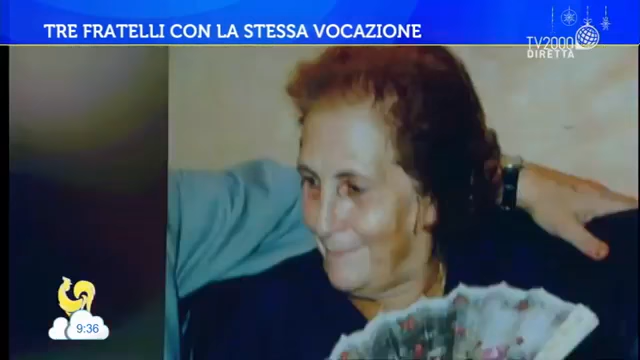 TRE FRATELLI CON LA STESSA VOCAZIONE
TV2000
DIRETTA
9:36